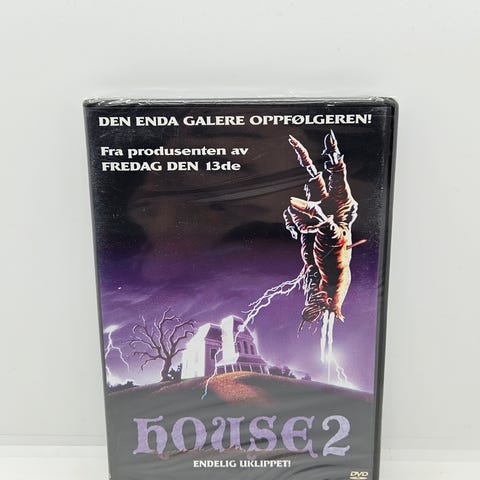 DEN ENDA GALERE OPPFØLGEREN!
Fra produsenten av
FREDAG DEN 13de
HOUSE 2
ENDELIG UKLIPPET!
DVD